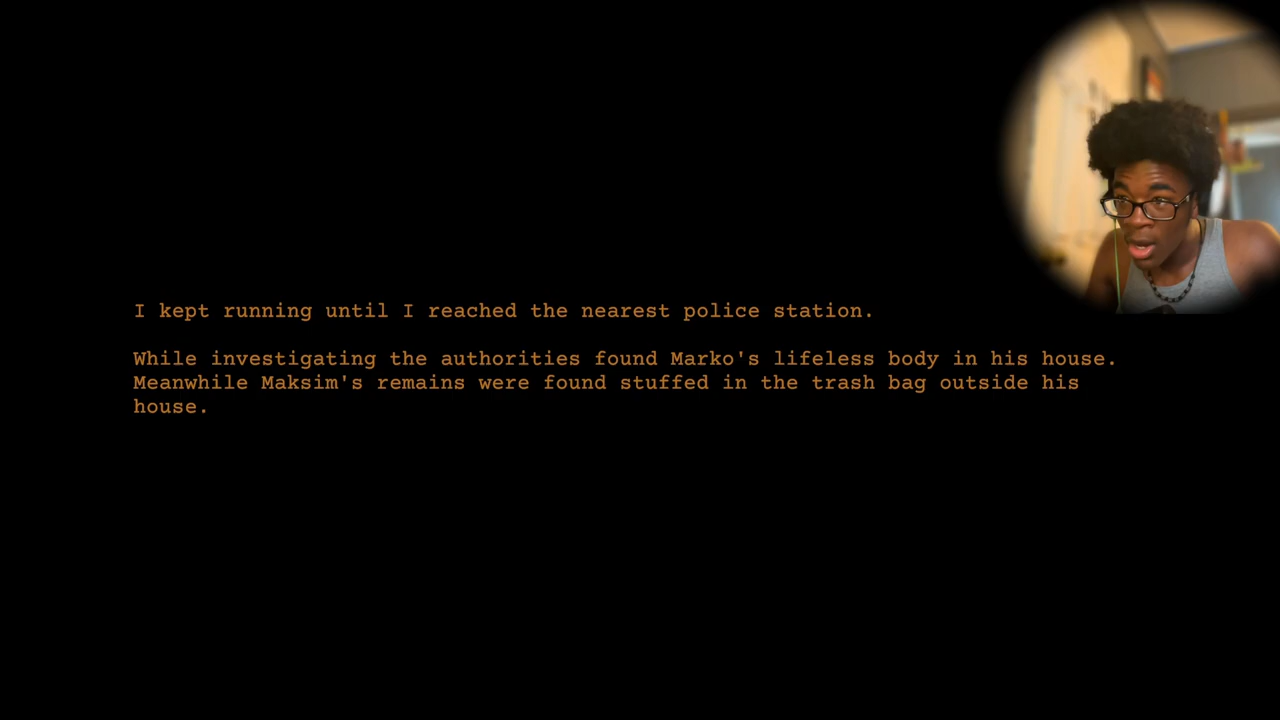 I kept running until I reached the nearest police station.
While investigating the authorities found Marko's lifeless body in his house.
Meanwhile Maksim's remains were found stuffed in the trash bag outside his
house.